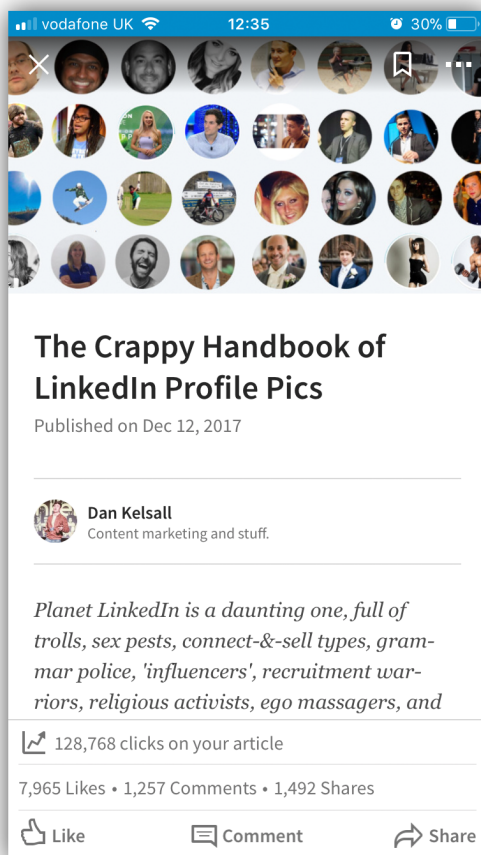 vodafone UK 12:35 30%
The Crappy Handbook of
LinkedIn Profile Pics
Published on Dec 12, 2017
Dan Kelsall
Content marketing and stuff.
Planet LinkedIn is a daunting one, full of
trolls, sex pests, connect-&-sell types, gram-
mar police, 'influencers', recruitment war-
riors, religious activists, ego massagers, and
128,768 clicks on your article
7,965 Likes • 1,257 Comments • 1,492 Shares
Like Comment Share